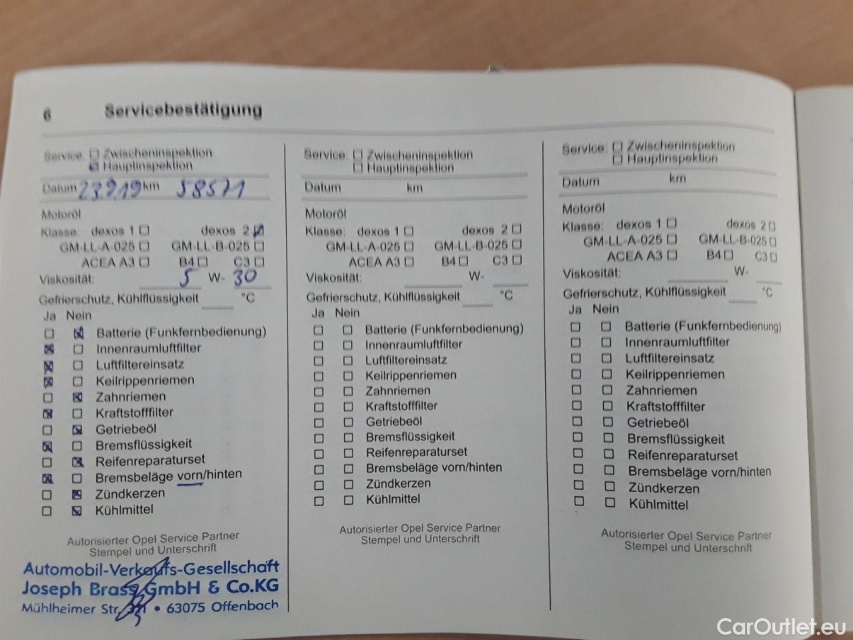 6 Servicebestätigung
Service: Zwischeninspektion
Hauptinspektion
Datum 23.9.19 km 58571
Motoröl
Klasse: dexos 1 dexos 2
GM-LL-A-025 GM-LL-B-025
ACEA A3 B4 C3
Viskosität: 5 W- 30
Gefrierschutz, Kühlflüssigkeit °C
Ja Nein
Batterie (Funkfernbedienung)
Innenraumluftfilter
Luftfiltereinsatz
Keilrippenriemen
Zahnriemen
Kraftstofffilter
Getriebeöl
Bremsflüssigkeit
Reifenreparaturset
Bremsbeläge vorn/hinten
Zündkerzen
Kühlmittel
Autorisierter Opel Service Partner
Stempel und Unterschrift
Automobil-Verkaufs-Gesellschaft
Joseph Brass GmbH & Co.KG
Mühlheimer Str. • 63075 Offenbach
Service: Zwischeninspektion
Hauptinspektion
Datum km
Motoröl
Klasse: dexos 1 dexos 2
GM-LL-A-025 GM-LL-B-025
ACEA A3 B4 C3
Viskosität: W-
Gefrierschutz, Kühlflüssigkeit °C
Ja Nein
Batterie (Funkfernbedienung)
Innenraumluftfilter
Luftfiltereinsatz
Keilrippenriemen
Zahnriemen
Kraftstofffilter
Getriebeöl
Bremsflüssigkeit
Reifenreparaturset
Bremsbeläge vorn/hinten
Zündkerzen
Kühlmittel
Autorisierter Opel Service Partner
Stempel und Unterschrift
Service: Zwischeninspektion
Hauptinspektion
Datum km
Motoröl
Klasse: dexos 1 dexos 2
GM-LL-A-025 GM-LL-B-025
ACEA A3 B4 C3
Viskosität: W-
Gefrierschutz, Kühlflüssigkeit °C
Ja Nein
Batterie (Funkfernbedienung)
Innenraumluftfilter
Luftfiltereinsatz
Keilrippenriemen
Zahnriemen
Kraftstofffilter
Getriebeöl
Bremsflüssigkeit
Reifenreparaturset
Bremsbeläge vorn/hinten
Zündkerzen
Kühlmittel
Autorisierter Opel Service Partner
Stempel und Unterschrift
CarOutlet.eu